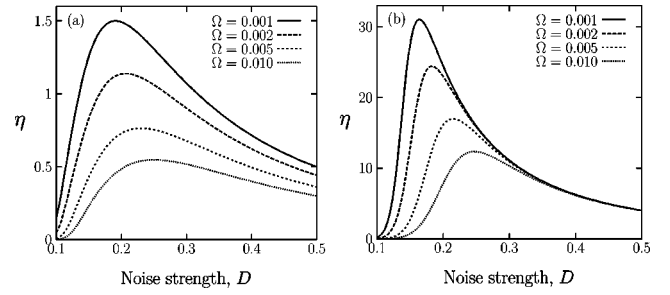 (a)
Ω = 0.001
Ω = 0.002
Ω = 0.005
Ω = 0.010
1.5
1
0.5
0
η
0.1
0.2
0.3
0.4
0.5
Noise strength, D
(b)
Ω = 0.001
Ω = 0.002
Ω = 0.005
Ω = 0.010
30
20
10
0
η
0.1
0.2
0.3
0.4
0.5
Noise strength, D